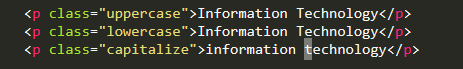 <p class="uppercase">Information Technology</p>
<p class="lowercase">Information Technology</p>
<p class="capitalize">information technology</p>